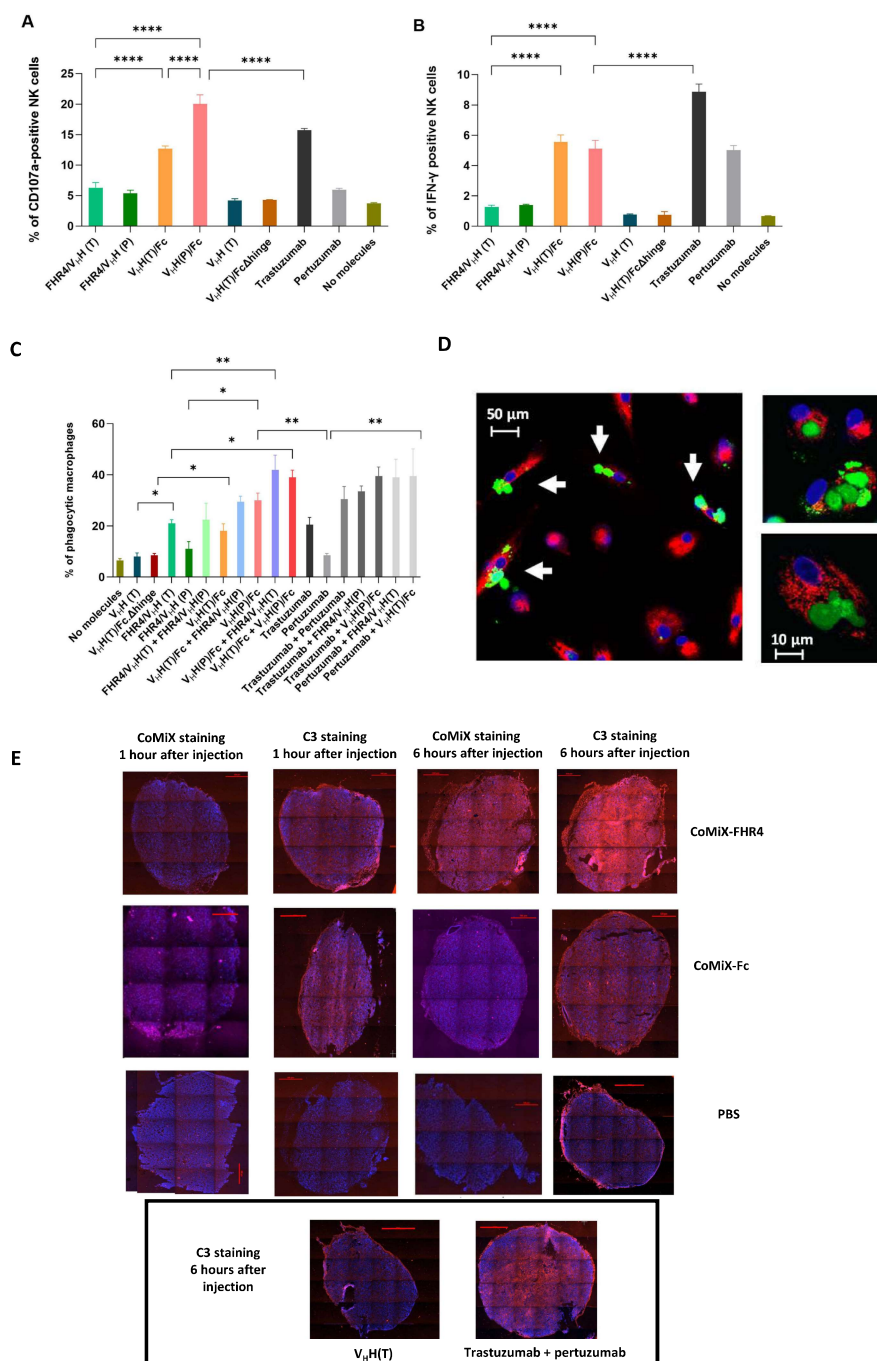 A
****
**** **** ****
% of CD107a-positive NK cells
25
20
15
10
5
0
FHR4/VHH (T)
FHR4/VHH (P)
VHH(T)/Fc
VHH(P)/Fc
VHH (T)
VHH(T)/FcΔhinge
Trastuzumab
Pertuzumab
No molecules
B
****
**** ****
% of IFN-γ positive NK cells
10
8
6
4
2
0
FHR4/VHH (T)
FHR4/VHH (P)
VHH(T)/Fc
VHH(P)/Fc
VHH (T)
VHH(T)/FcΔhinge
Trastuzumab
Pertuzumab
No molecules
C
**
*
** **
*
*
*
% of phagocytic macrophages
60
40
20
0
No molecules
VHH (T)
VHH(T)/FcΔhinge
FHR4/VHH (T)
FHR4/VHH (P)
FHR4/VHH(T) + FHR4/VHH(P)
VHH(T)/Fc
VHH(T)/Fc + FHR4/VHH(P)
VHH(P)/Fc
VHH(P)/Fc + FHR4/VHH(T)
VHH(T)/Fc + VHH(P)/Fc
Trastuzumab
Pertuzumab
Trastuzumab + Pertuzumab
Trastuzumab + FHR4/VHH(P)
Trastuzumab + VHH(P)/Fc
Pertuzumab + FHR4/VHH(T)
Pertuzumab + VHH(T)/Fc
D
50 µm
10 µm
E
CoMiX staining
1 hour after injection
C3 staining
1 hour after injection
CoMiX staining
6 hours after injection
C3 staining
6 hours after injection
CoMiX-FHR4
CoMiX-Fc
PBS
C3 staining
6 hours after
injection
VHH(T)
Trastuzumab + pertuzumab